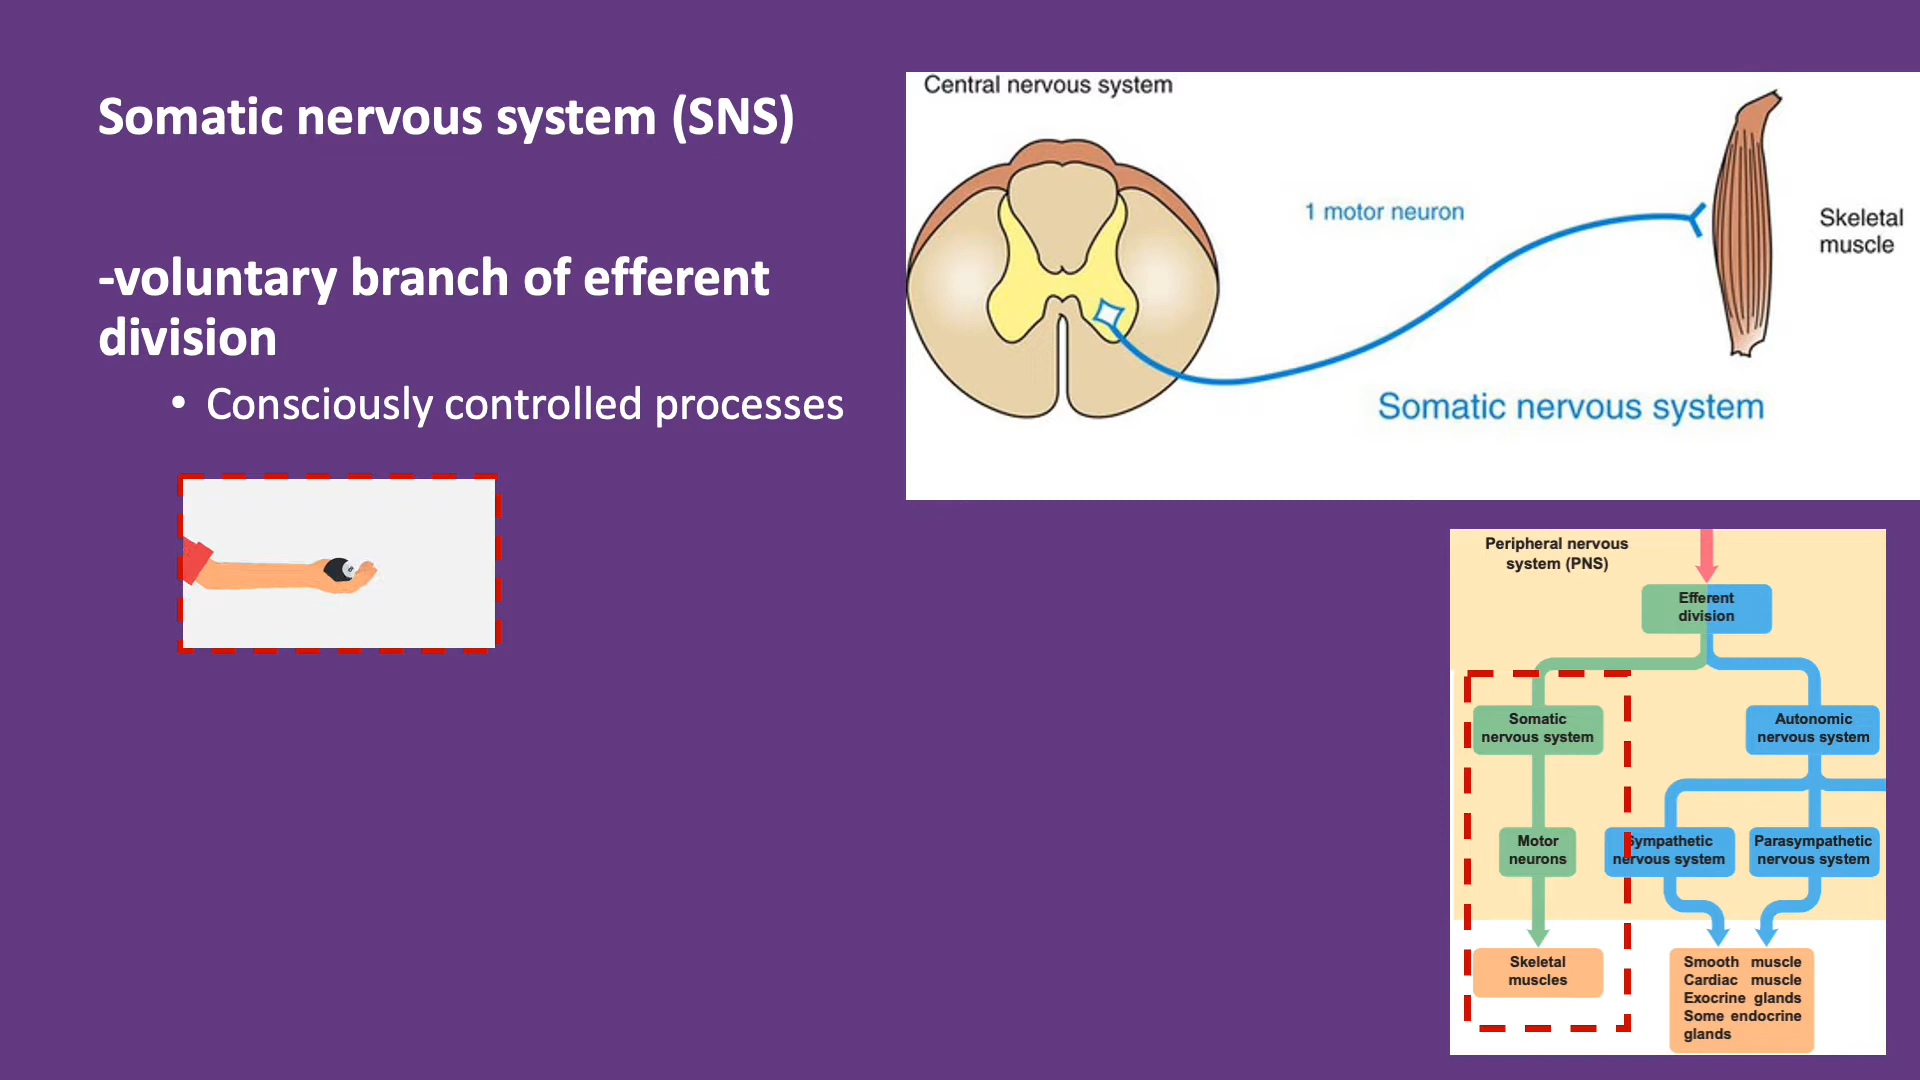 Somatic nervous system (SNS)
-voluntary branch of efferent
division
• Consciously controlled processes
Central nervous system
1 motor neuron
Skeletal
muscle
Somatic nervous system
Peripheral nervous
system (PNS)
Efferent
division
Somatic
nervous system
Autonomic
nervous system
Motor
neurons
Sympathetic
nervous system
Parasympathetic
nervous system
Skeletal
muscles
Smooth muscle
Cardiac muscle
Exocrine glands
Some endocrine
glands